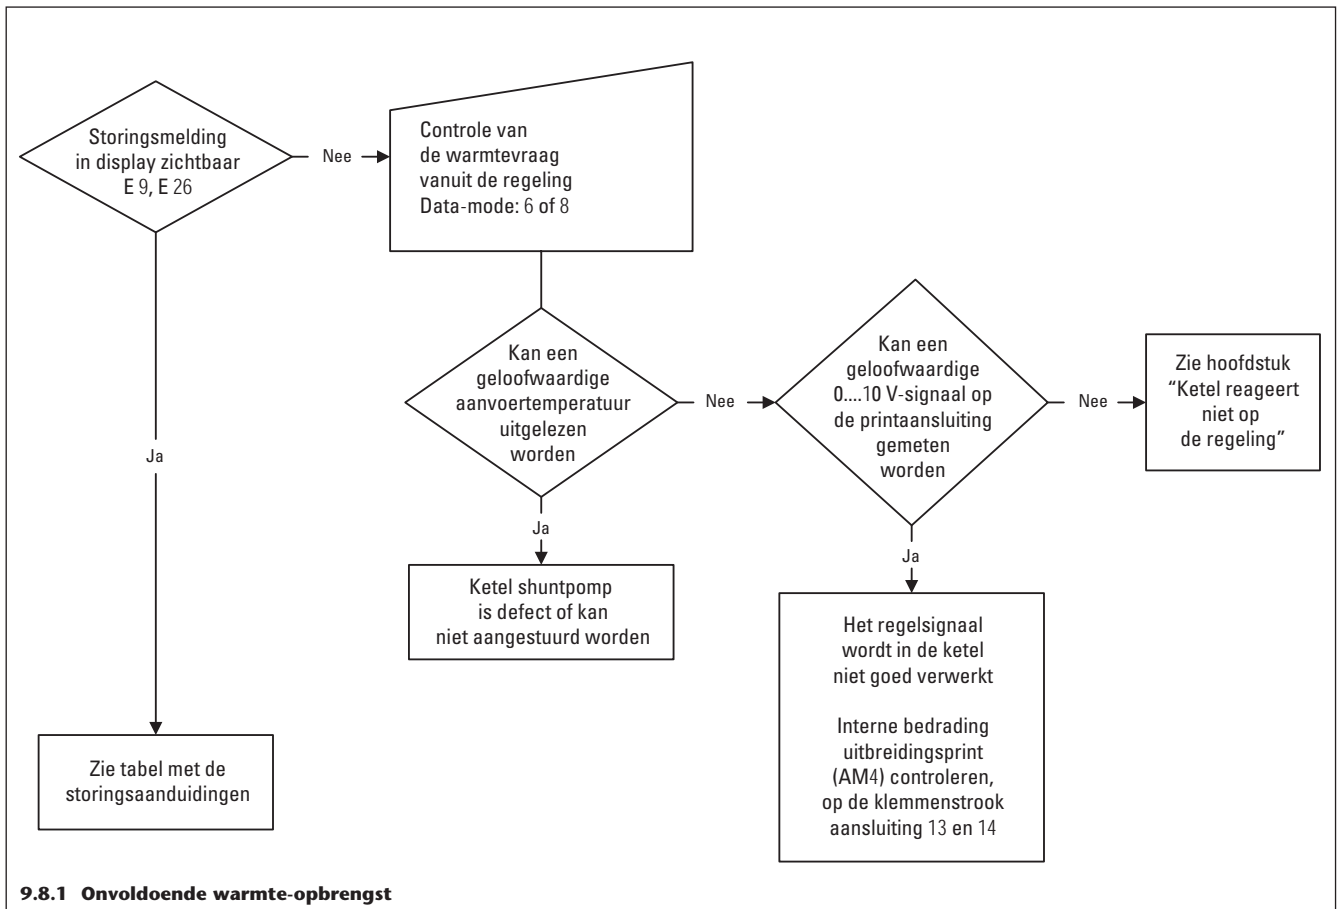 Storingsmelding
in display zichtbaar
E 9, E 26
Nee
Controle van
de warmtevraag
vanuit de regeling
Data-mode: 6 of 8
Kan een
geloofwaardige
aanvoertemperatuur
uitgelezen
worden
Nee
Kan een
geloofwaardige
0....10 V-signaal op
de printaansluiting
gemeten
worden
Nee
Zie hoofdstuk
“Ketel reageert
niet op
de regeling”
Ja
Ja
Ja
Ketel shuntpomp
is defect of kan
niet aangestuurd worden
Het regelsignaal
wordt in de ketel
niet goed verwerkt
Interne bedrading
uitbreidingsprint
(AM4) controleren,
op de klemmenstrook
aansluiting 13 en 14
Zie tabel met de
storingsaanduidingen
9.8.1 Onvoldoende warmte-opbrengst